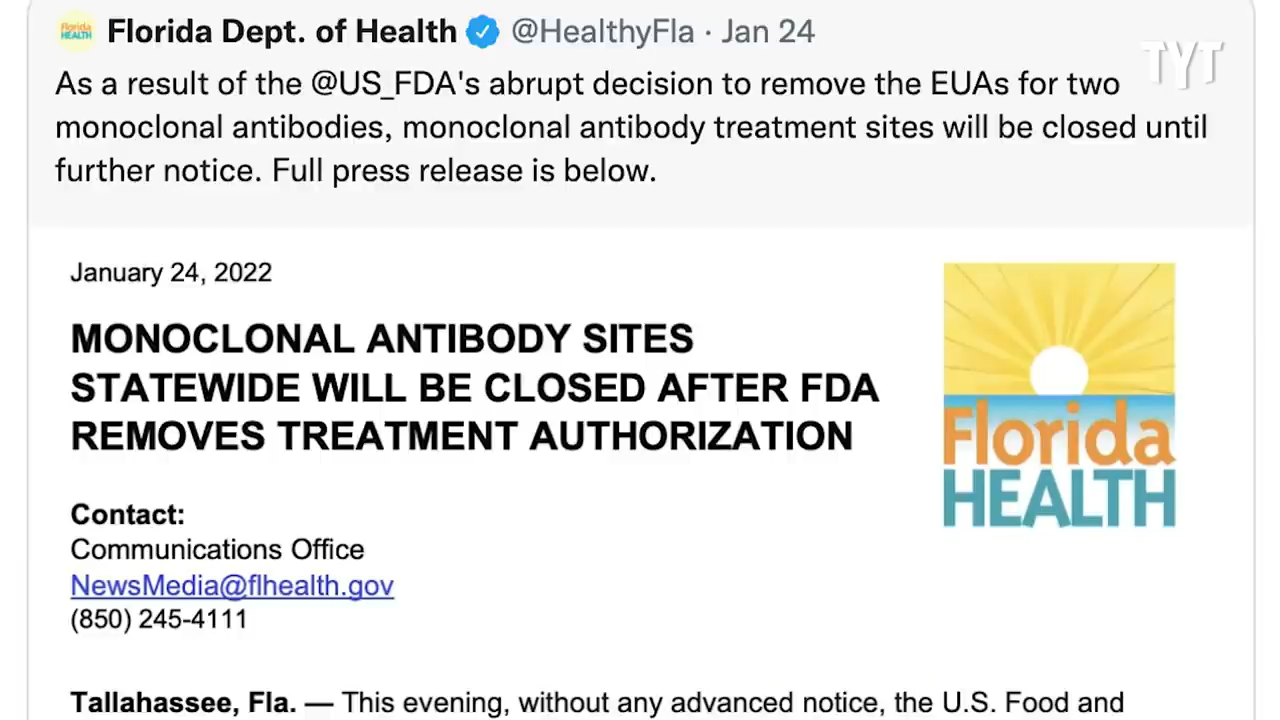 Florida HEALTH
Florida Dept. of Health @HealthyFla · Jan 24
TYT
As a result of the @US_FDA's abrupt decision to remove the EUAs for two
monoclonal antibodies, monoclonal antibody treatment sites will be closed until
further notice. Full press release is below.
January 24, 2022
MONOCLONAL ANTIBODY SITES
STATEWIDE WILL BE CLOSED AFTER FDA
REMOVES TREATMENT AUTHORIZATION
Florida
HEALTH
Contact:
Communications Office
NewsMedia@flhealth.gov
(850) 245-4111
Tallahassee, Fla. — This evening, without any advanced notice, the U.S. Food and